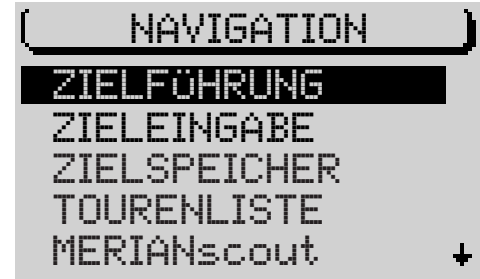 NAVIGATION
ZIELFÜHRUNG
ZIELEINGABE
ZIELSPEICHER
TOURENLISTE
MERIANscout